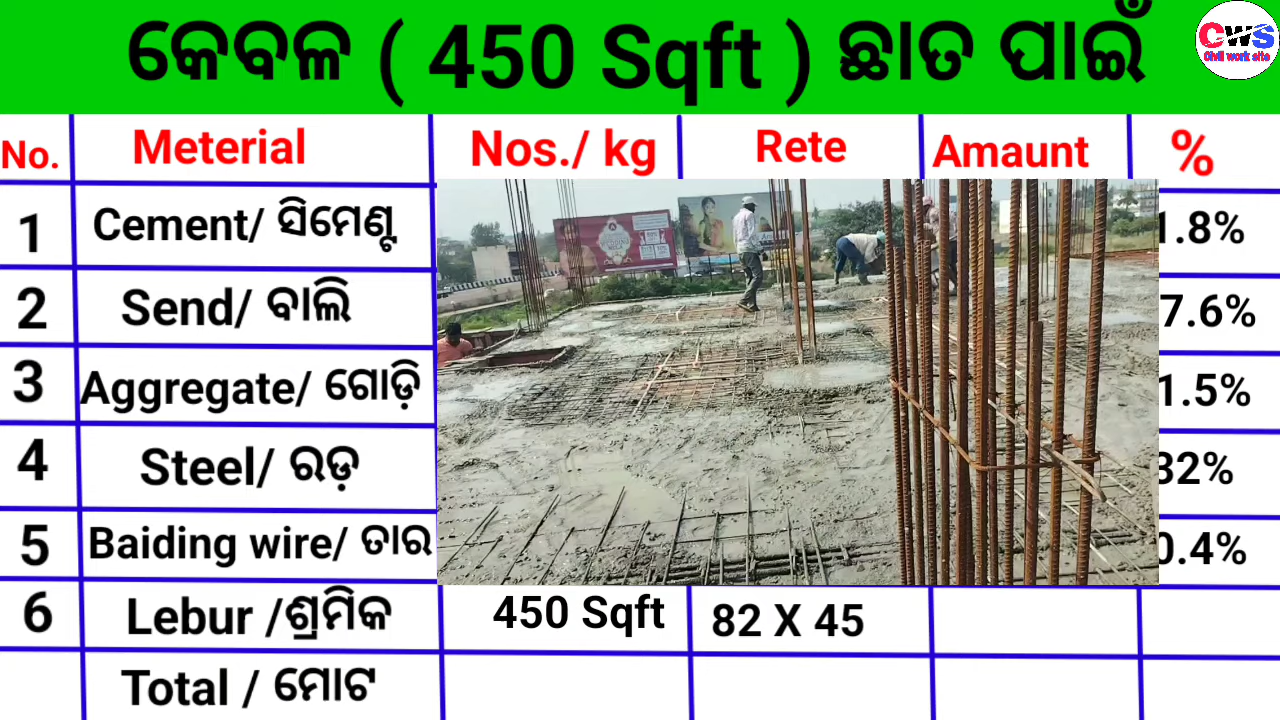 କେବଳ ( 450 Sqft ) ଛାତ ପାଇଁ
CWS
Civil work site
No. Meterial Nos./ kg Rete Amaunt %
1 Cement/ ସିମେଣ୍ଟ 1.8%
2 Send/ ବାଲି 7.6%
3 Aggregate/ ଗୋଡ଼ି 1.5%
4 Steel/ ରଡ଼ 32%
5 Baiding wire/ ତାର 0.4%
6 Lebur /ଶ୍ରମିକ 450 Sqft 82 X 45
Total / ମୋଟ